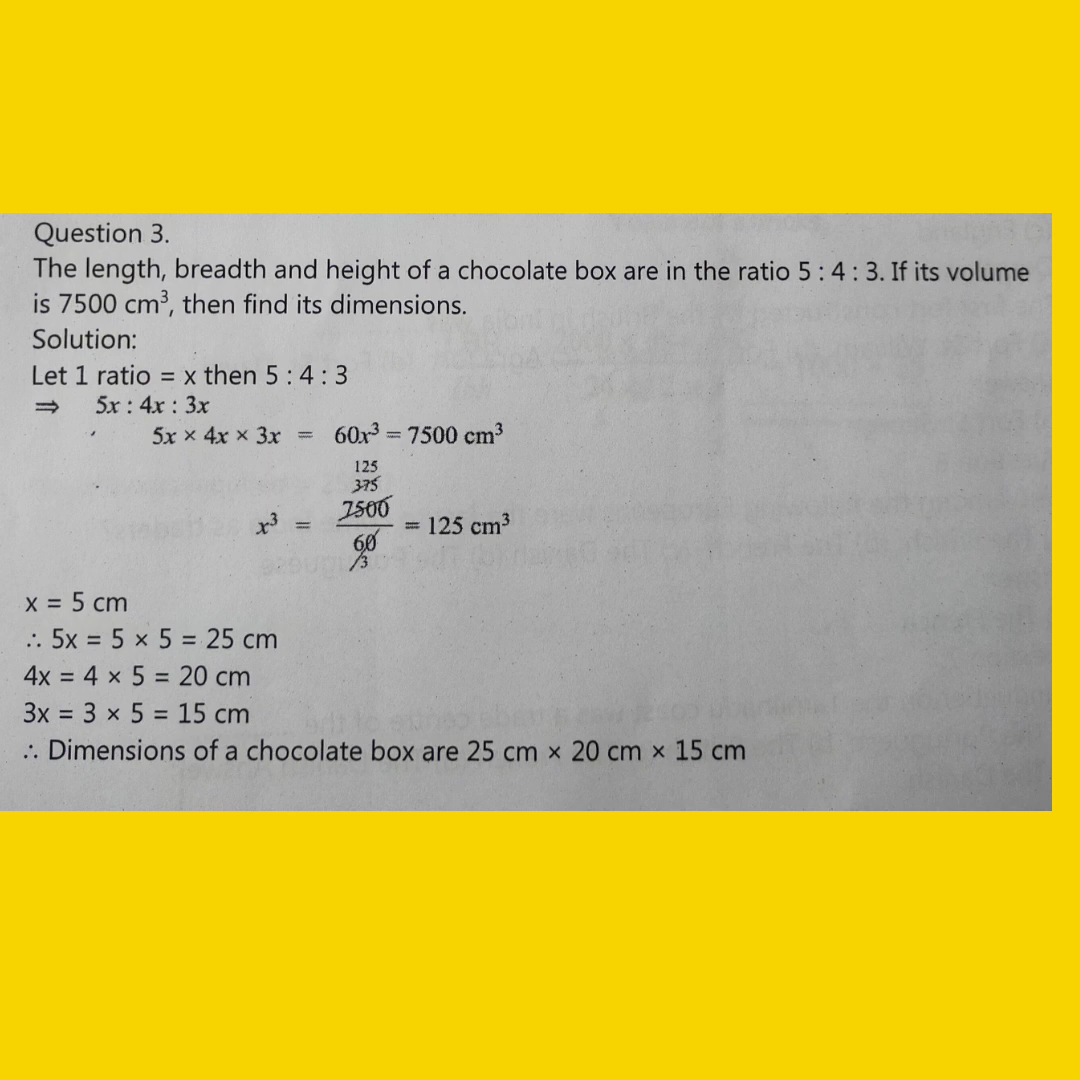 Question 3.
The length, breadth and height of a chocolate box are in the ratio 5 : 4 : 3. If its volume
is 7500 cm³, then find its dimensions.
Solution:
Let 1 ratio = x then 5 : 4 : 3
⇒ 5x : 4x : 3x
5x × 4x × 3x = 60x³ = 7500 cm³
125
375
x³ = 7500/60 = 125 cm³
3
x = 5 cm
∴ 5x = 5 × 5 = 25 cm
4x = 4 × 5 = 20 cm
3x = 3 × 5 = 15 cm
∴ Dimensions of a chocolate box are 25 cm × 20 cm × 15 cm